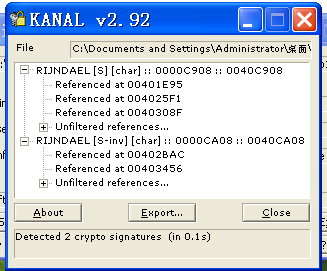 KANAL v2.92
File C:\Documents and Settings\Administrator\桌面\
RIJNDAEL [S] [char] :: 0000C908 :: 0040C908
Referenced at 00401E95
Referenced at 004025F1
Referenced at 0040308F
Unfiltered references...
RIJNDAEL [S-inv] [char] :: 0000CA08 :: 0040CA08
Referenced at 00402BAC
Referenced at 00403456
Unfiltered references...
About Export... Close
Detected 2 crypto signatures (in 0.1s)